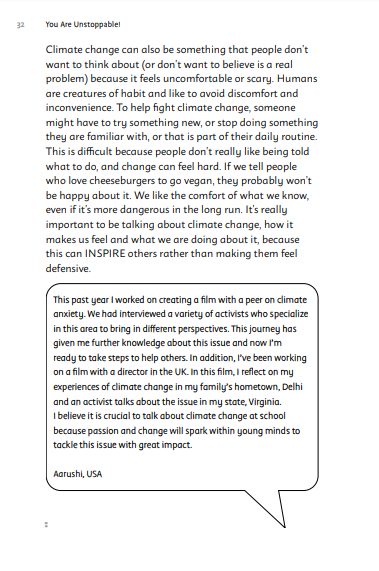 32 You Are Unstoppable!
Climate change can also be something that people don't
want to think about (or don't want to believe is a real
problem) because it feels uncomfortable or scary. Humans
are creatures of habit and like to avoid discomfort and
inconvenience. To help fight climate change, someone
might have to try something new, or stop doing something
they are familiar with, or that is part of their daily routine.
This is difficult because people don't really like being told
what to do, and change can feel hard. If we tell people
who love cheeseburgers to go vegan, they probably won't
be happy about it. We like the comfort of what we know,
even if it's more dangerous in the long run. It's really
important to be talking about climate change, how it
makes us feel and what we are doing about it, because
this can INSPIRE others rather than making them feel
defensive.
This past year I worked on creating a film with a peer on climate
anxiety. We had interviewed a variety of activists who specialize
in this area to bring in different perspectives. This journey has
given me further knowledge about this issue and now I'm
ready to take steps to help others. In addition, I've been working
on a film with a director in the UK. In this film, I reflect on my
experiences of climate change in my family's hometown, Delhi
and an activist talks about the issue in my state, Virginia.
I believe it is crucial to talk about climate change at school
because passion and change will spark within young minds to
tackle this issue with great impact.
Aarushi, USA